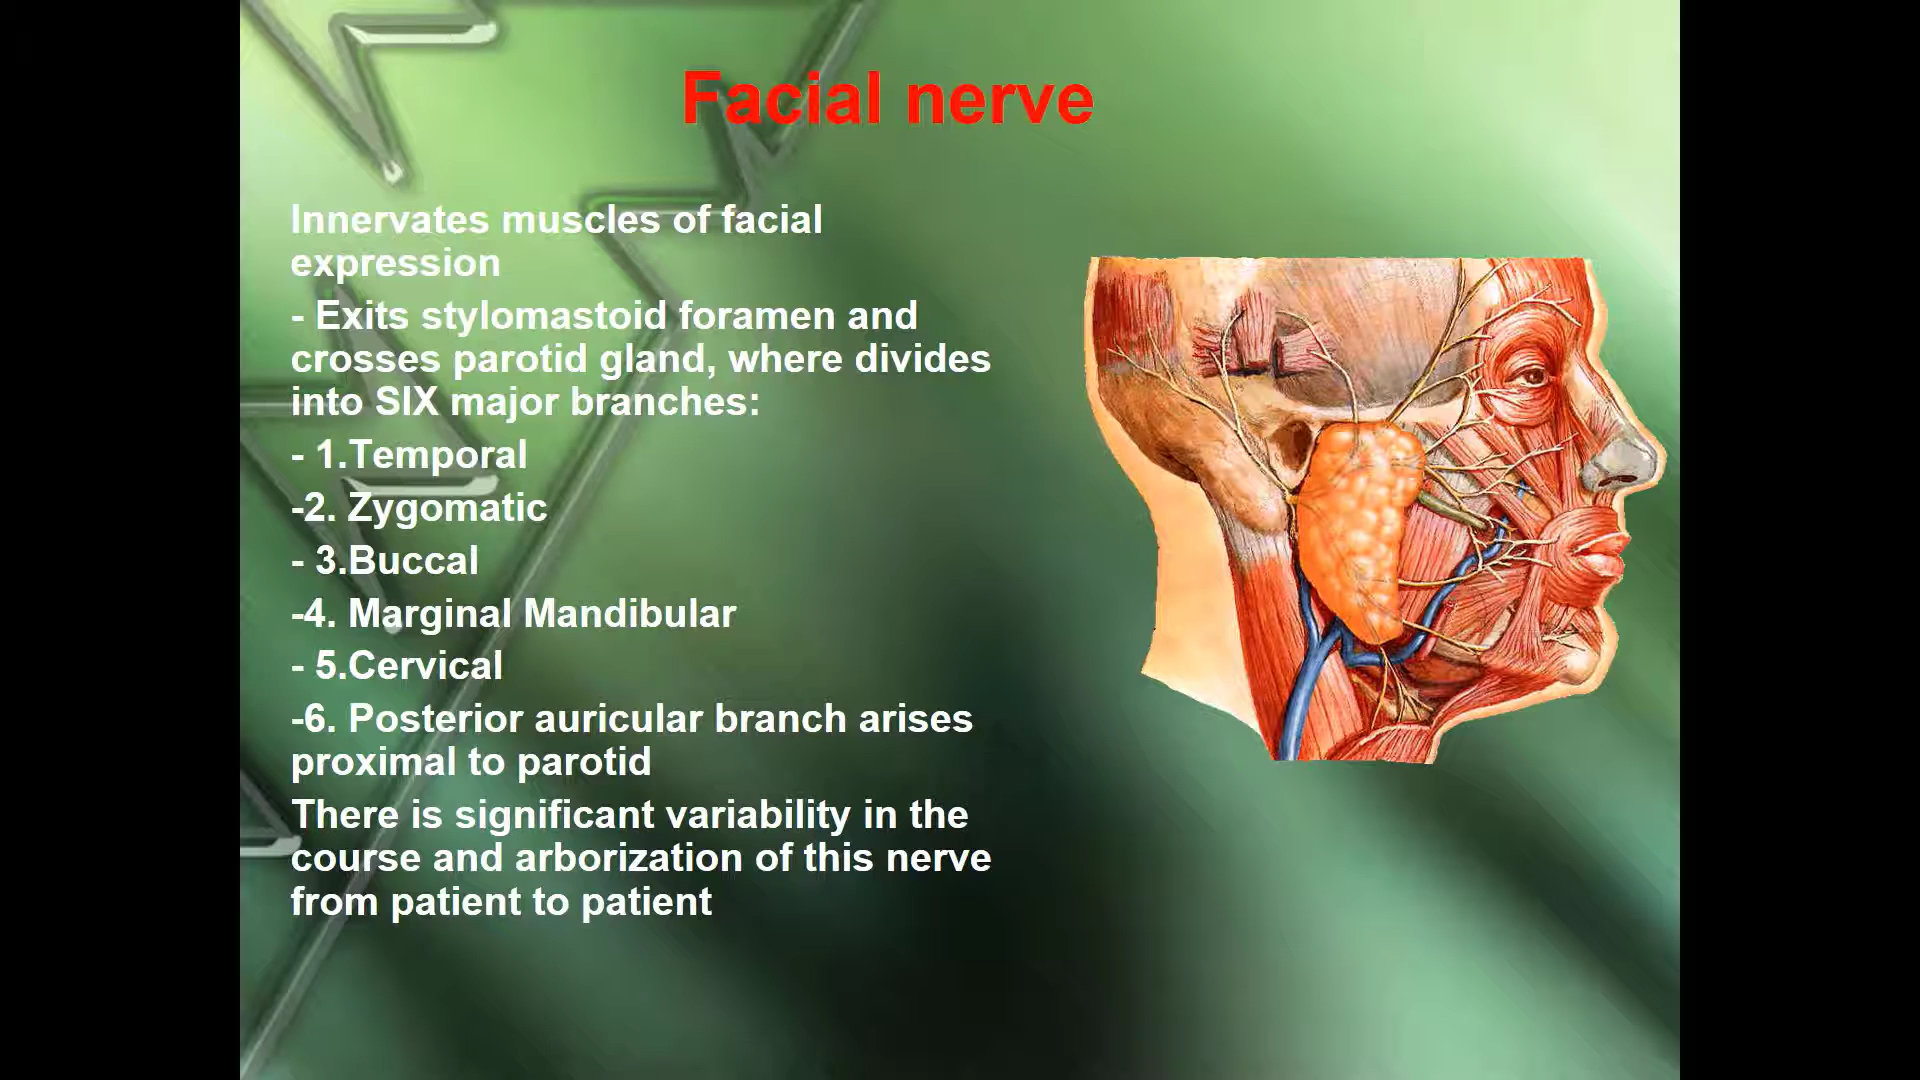 Facial nerve
Innervates muscles of facial
expression
- Exits stylomastoid foramen and
crosses parotid gland, where divides
into SIX major branches:
- 1.Temporal
-2. Zygomatic
- 3.Buccal
-4. Marginal Mandibular
- 5.Cervical
-6. Posterior auricular branch arises
proximal to parotid
There is significant variability in the
course and arborization of this nerve
from patient to patient